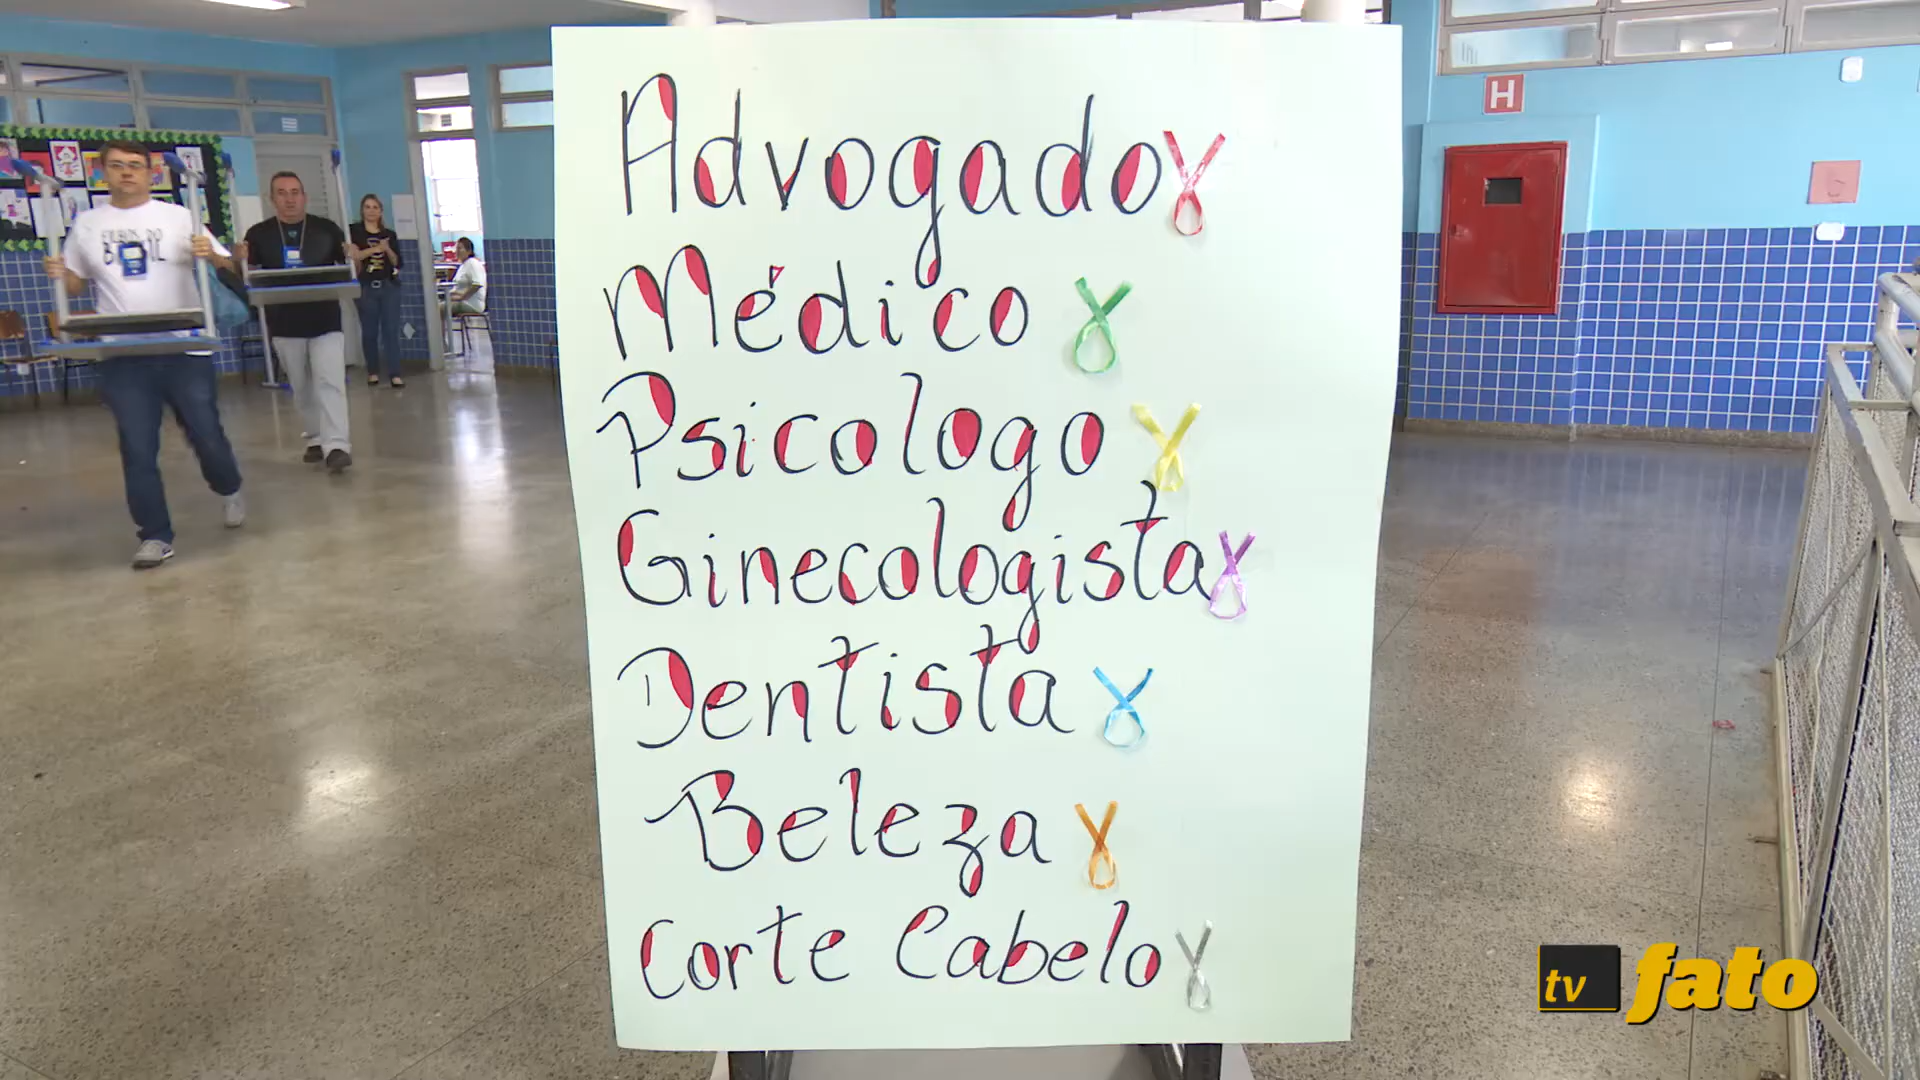 Advogado
Médico
Psicologo
Ginecologista
Dentista
Beleza
Corte Cabelo
H
tv fato